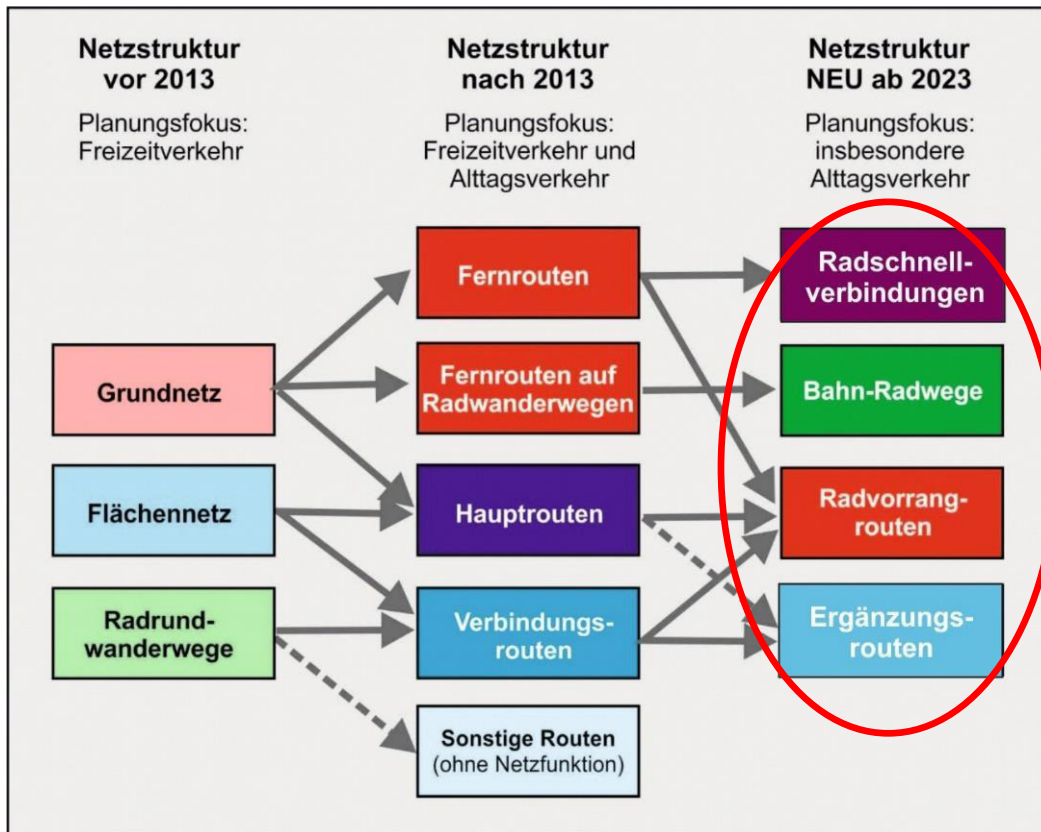 Netzstruktur
vor 2013
Planungsfokus:
Freizeitverkehr
Grundnetz
Flächennetz
Radrund-
wanderwege
Netzstruktur
nach 2013
Planungsfokus:
Freizeitverkehr und
Alttagsverkehr
Fernrouten
Fernrouten auf
Radwanderwegen
Hauptrouten
Verbindungs-
routen
Sonstige Routen
(ohne Netzfunktion)
Netzstruktur
NEU ab 2023
Planungsfokus:
insbesondere
Alttagsverkehr
Radschnell-
verbindungen
Bahn-Radwege
Radvorrang-
routen
Ergänzungs-
routen